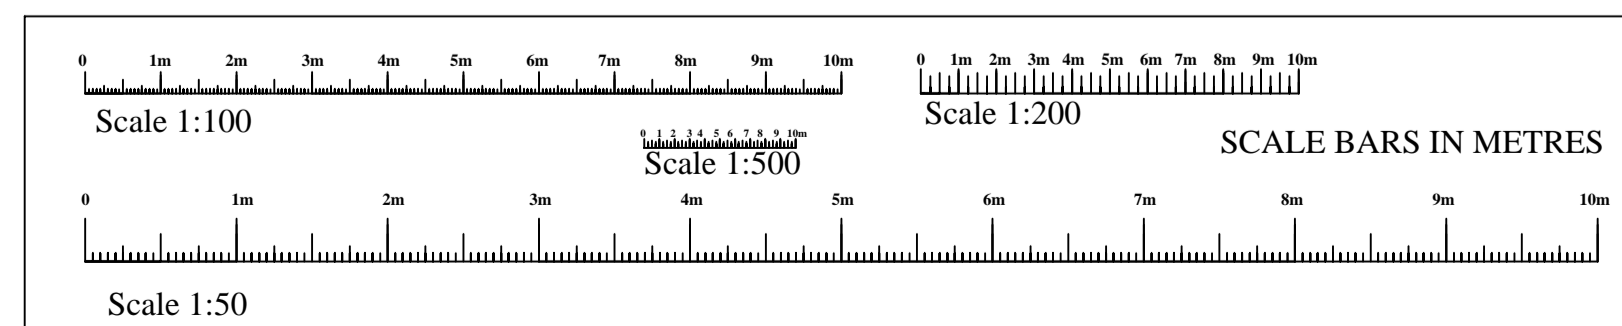 0 1m 2m 3m 4m 5m 6m 7m 8m 9m 10m
Scale 1:100
0 1m 2m 3m 4m 5m 6m 7m 8m 9m 10m
Scale 1:200
0 1 2 3 4 5 6 7 8 9 10m
Scale 1:500
SCALE BARS IN METRES
0 1m 2m 3m 4m 5m 6m 7m 8m 9m 10m
Scale 1:50